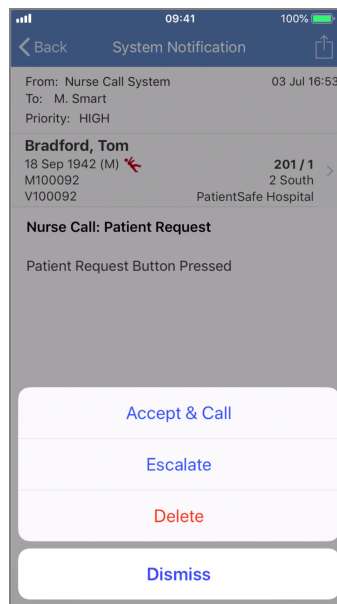 09:41
100%
Back
System Notification
From: Nurse Call System
03 Jul 16:53
To: M. Smart
Priority: HIGH
Bradford, Tom
18 Sep 1942 (M)
201 / 1
M100092
2 South
V100092
PatientSafe Hospital
Nurse Call: Patient Request
Patient Request Button Pressed
Accept & Call
Escalate
Delete
Dismiss